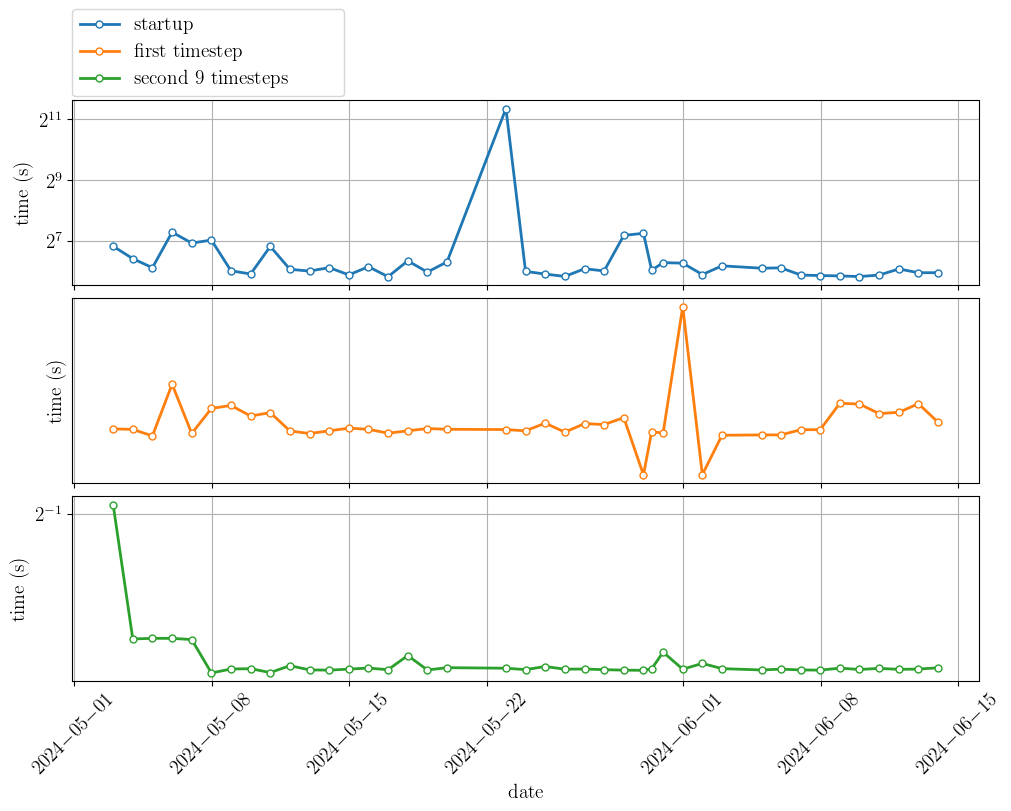 startup
first timestep
second 9 timesteps
2^11
2^9
2^7
time (s)
time (s)
2^−1
time (s)
2024−05−01
2024−05−08
2024−05−15
2024−05−22
2024−06−01
2024−06−08
2024−06−15
date